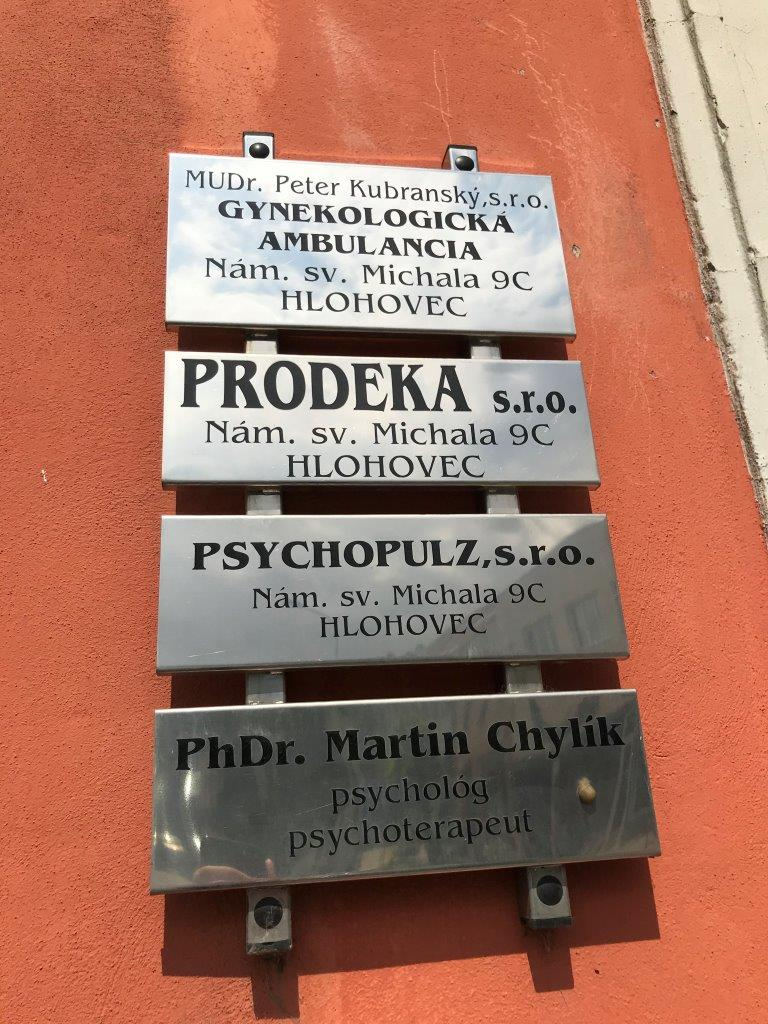 MUDr. Peter Kubranský,s.r.o.
GYNEKOLOGICKÁ
AMBULANCIA
Nám. sv. Michala 9C
HLOHOVEC
PRODEKA s.r.o.
Nám. sv. Michala 9C
HLOHOVEC
PSYCHOPULZ,s.r.o.
Nám. sv. Michala 9C
HLOHOVEC
PhDr. Martin Chylík
psychológ
psychoterapeut